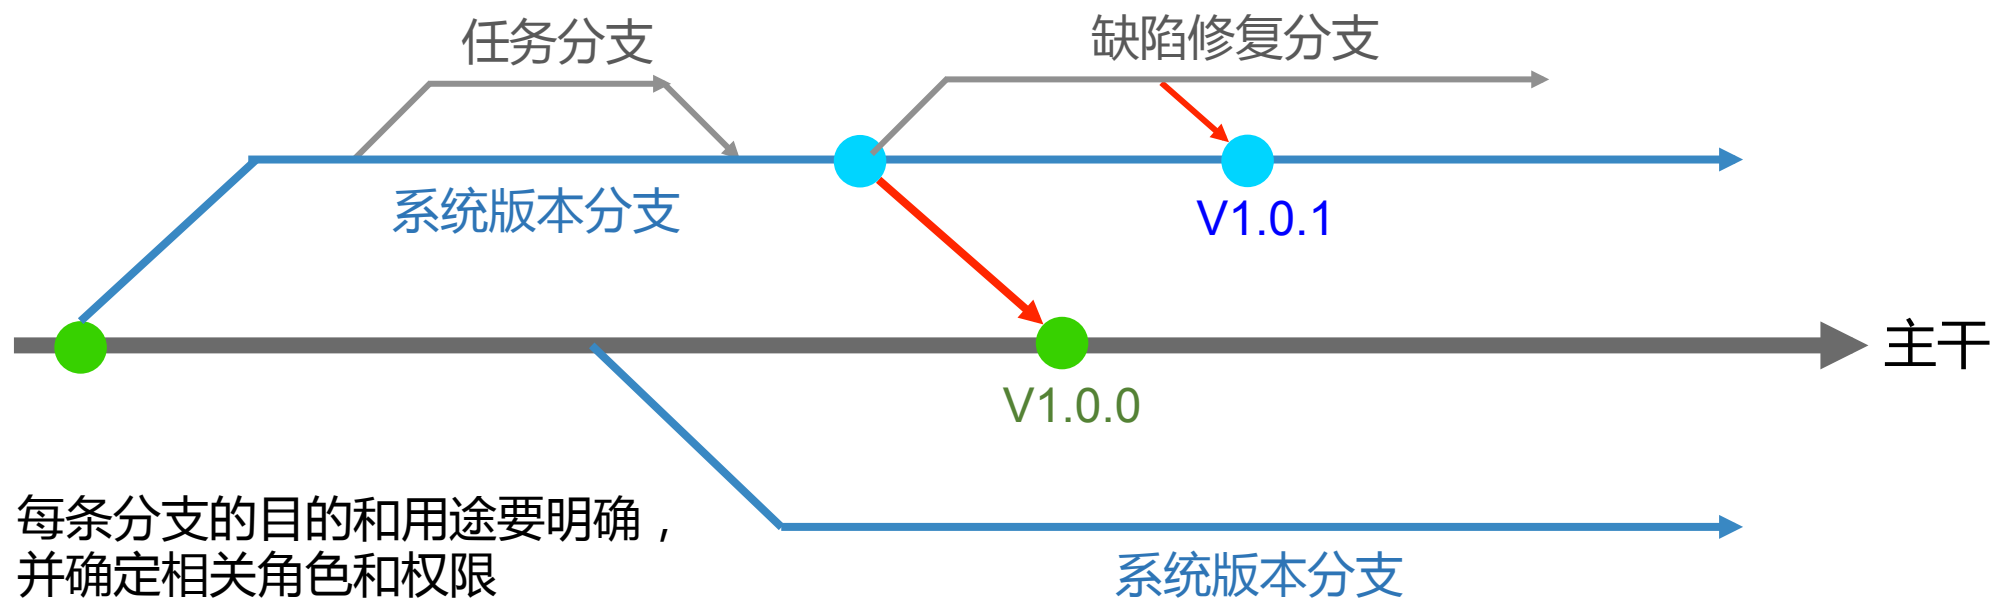 任务分支
缺陷修复分支
系统版本分支
V1.0.1
主干
V1.0.0
每条分支的目的和用途要明确，
并确定相关角色和权限
系统版本分支